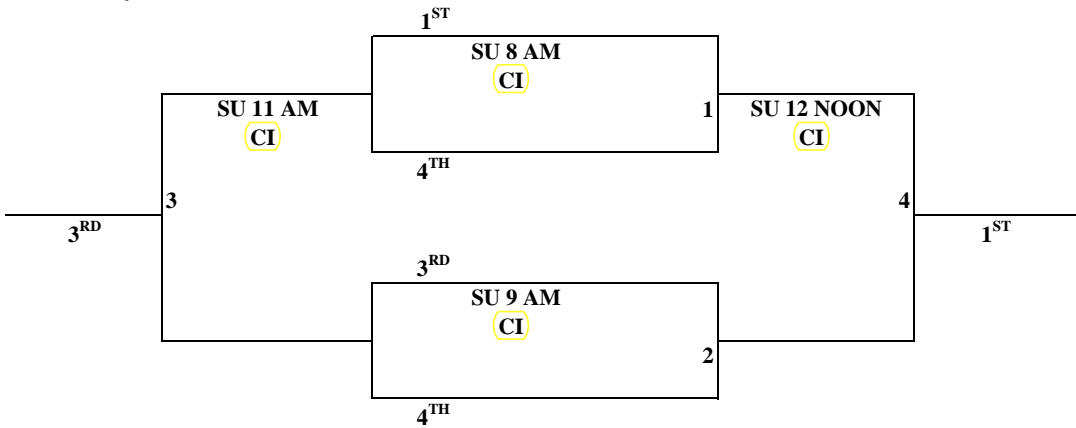 1ST
SU 8 AM
CI
SU 11 AM
CI
1
SU 12 NOON
CI
4TH
3
4
3RD
1ST
3RD
SU 9 AM
CI
2
4TH